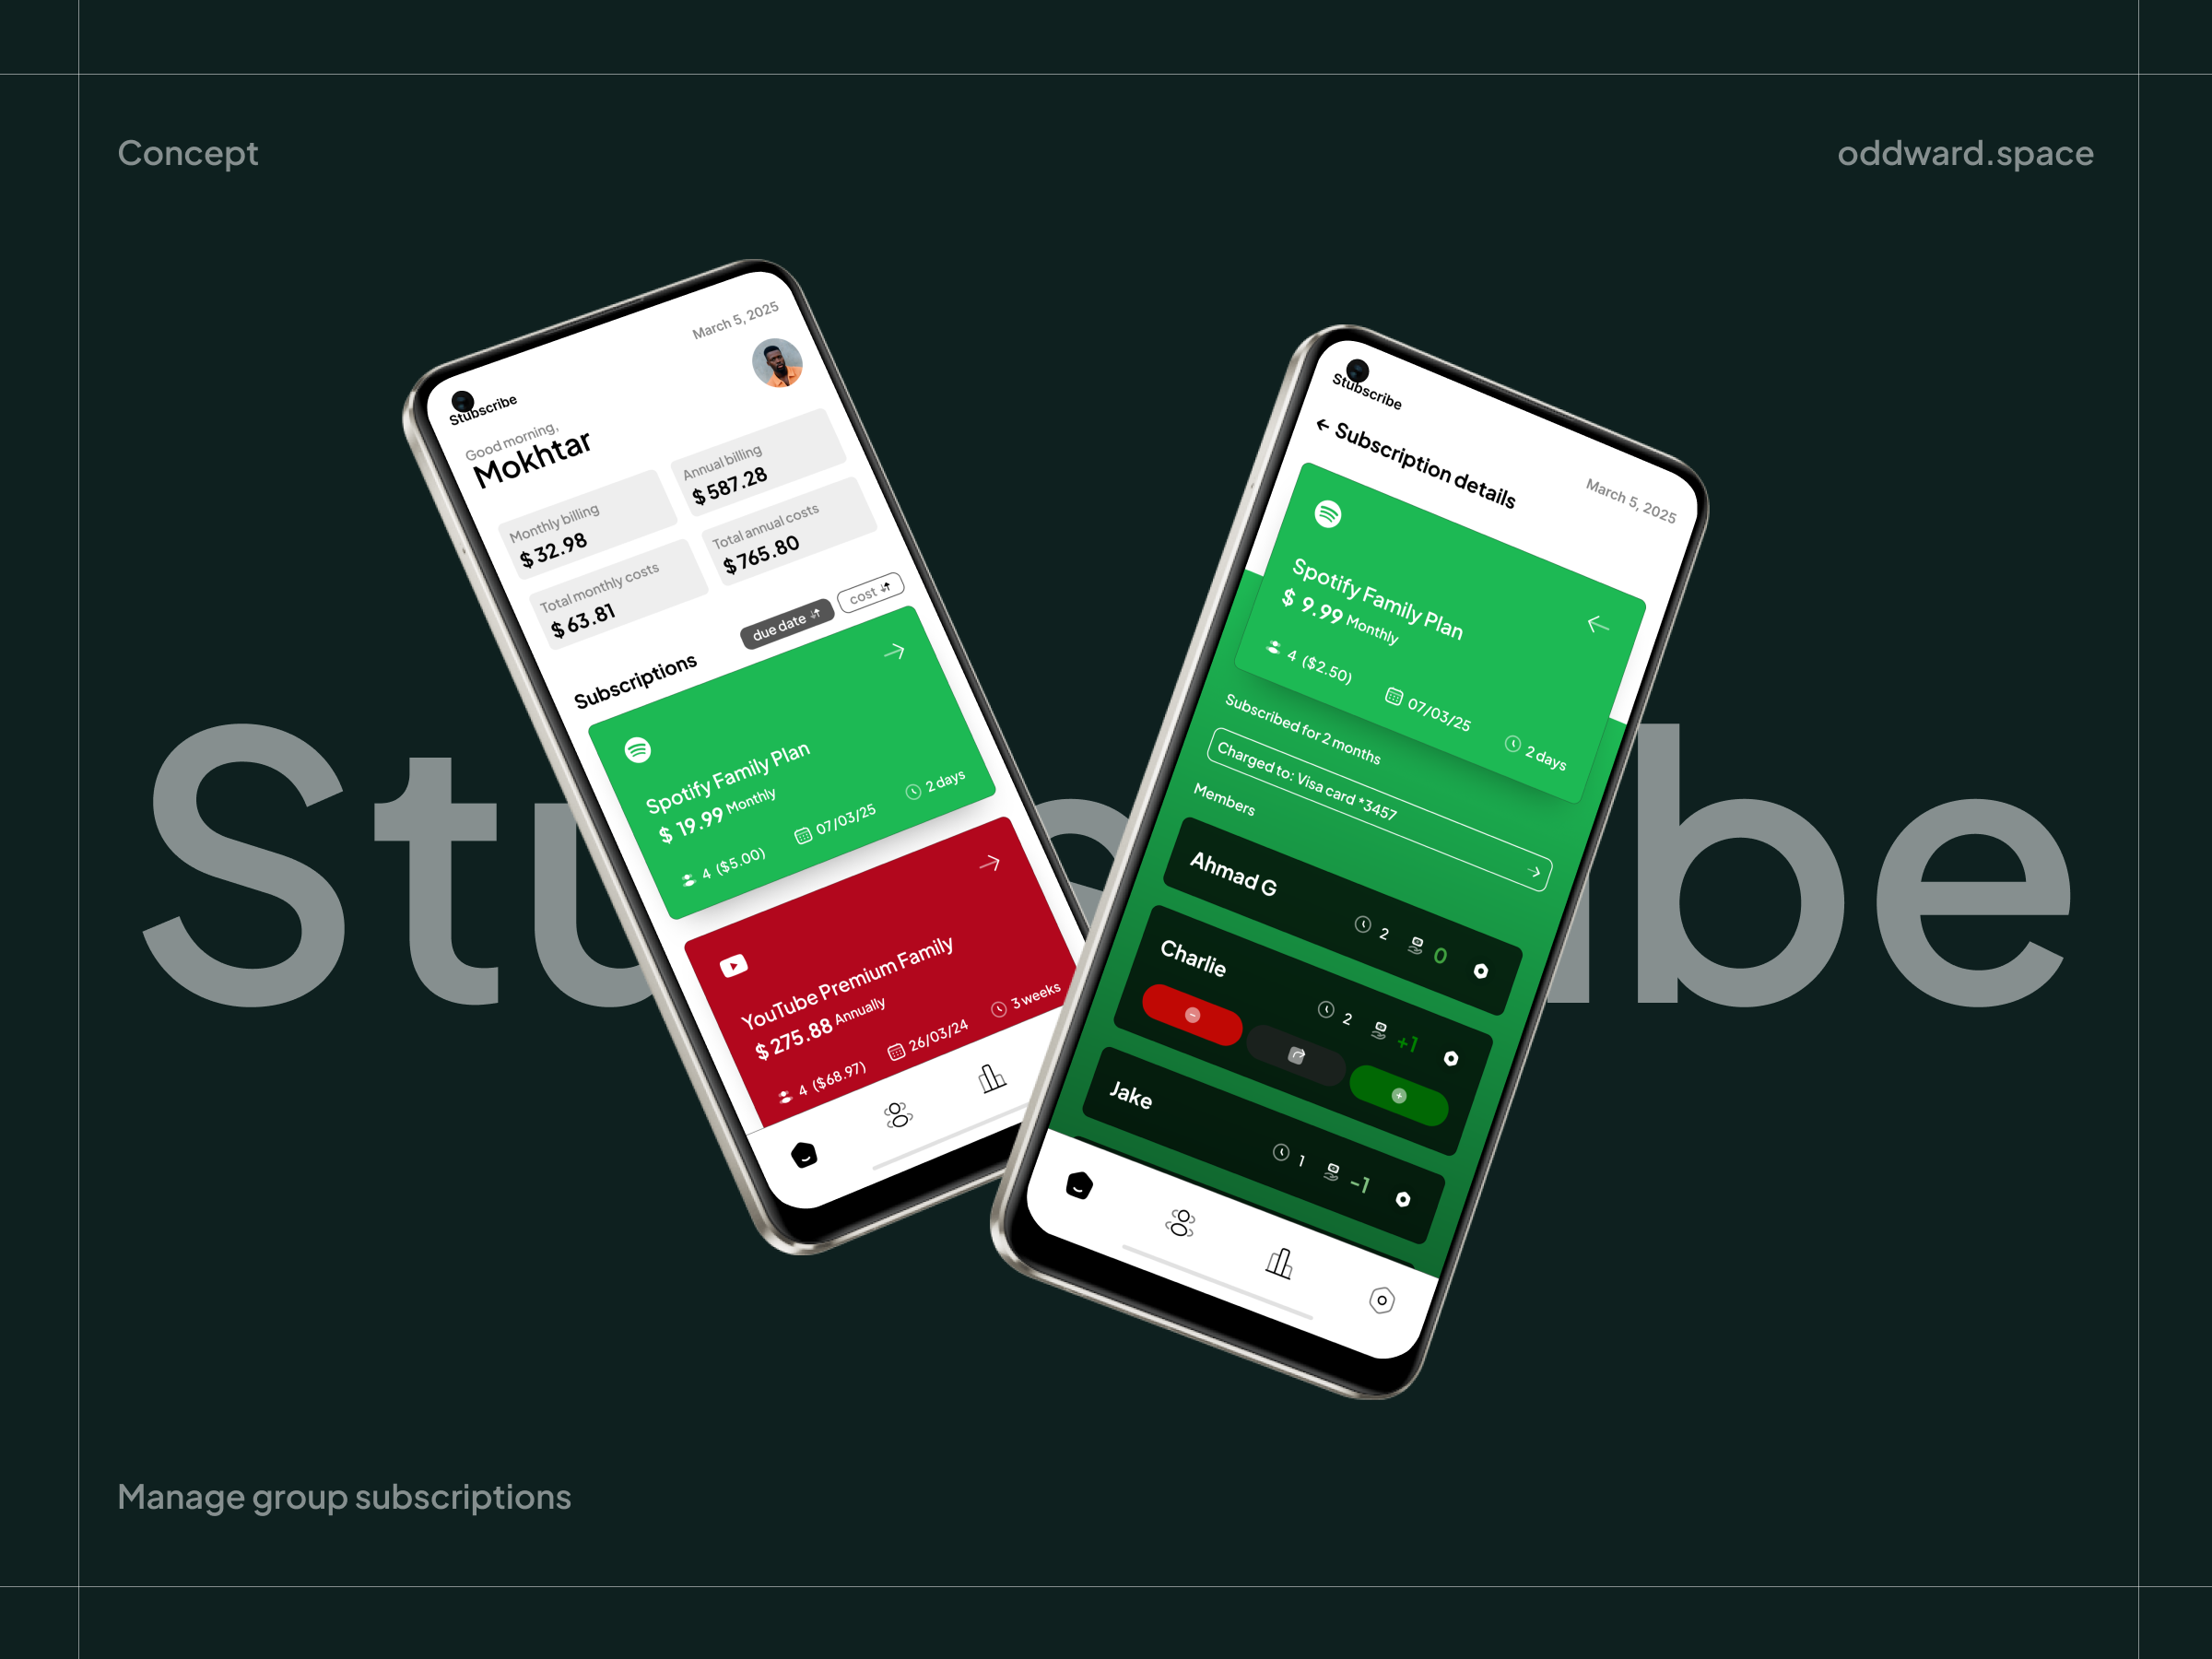 Concept
oddward.space
March 5, 2025
Stubscribe
Good morning,
Mokhtar
Monthly billing
$ 32.98
Annual billing
$ 587.28
Total monthly costs
$ 63.81
Total annual costs
$ 765.80
Subscriptions
due date
cost
Spotify Family Plan
$ 19.99 Monthly
4 ($5.00)
07/03/25
2 days
YouTube Premium Family
$ 275.88 Annually
4 ($68.97)
26/03/24
3 weeks
Stubscribe
March 5, 2025
← Subscription details
Spotify Family Plan
$ 9.99 Monthly
4 ($2.50)
07/03/25
2 days
Subscribed for 2 months
Charged to: Visa card *3457
Members
Ahmad G
2
0
Charlie
2
+1
Jake
1
-1
Manage group subscriptions